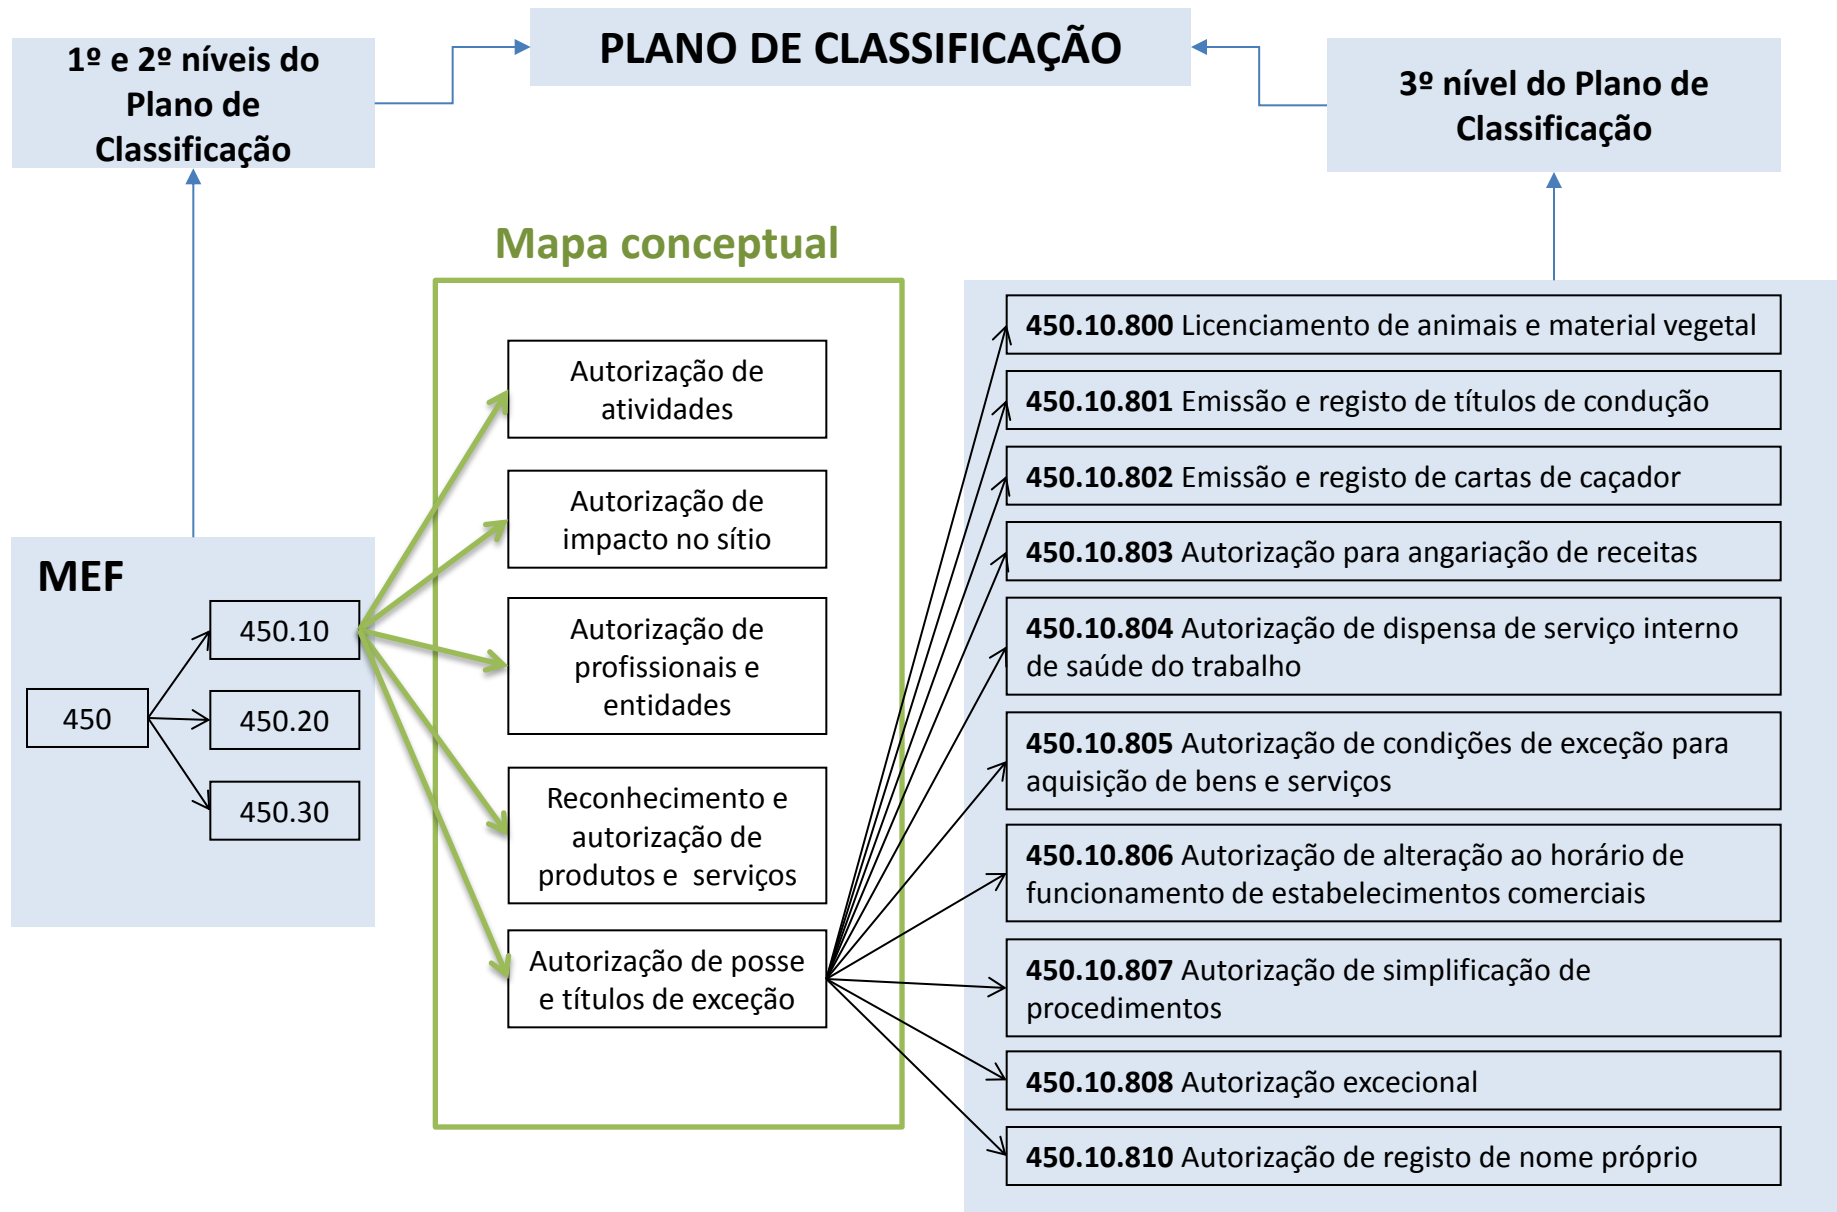 PLANO DE CLASSIFICAÇÃO
1º e 2º níveis do
Plano de
Classificação
3º nível do Plano de
Classificação
Mapa conceptual
MEF
450
450.10
450.20
450.30
Autorização de
atividades
Autorização de
impacto no sítio
Autorização de
profissionais e
entidades
Reconhecimento e
autorização de
produtos e serviços
Autorização de posse
e títulos de exceção
450.10.800 Licenciamento de animais e material vegetal
450.10.801 Emissão e registo de títulos de condução
450.10.802 Emissão e registo de cartas de caçador
450.10.803 Autorização para angariação de receitas
450.10.804 Autorização de dispensa de serviço interno
de saúde do trabalho
450.10.805 Autorização de condições de exceção para
aquisição de bens e serviços
450.10.806 Autorização de alteração ao horário de
funcionamento de estabelecimentos comerciais
450.10.807 Autorização de simplificação de
procedimentos
450.10.808 Autorização excecional
450.10.810 Autorização de registo de nome próprio